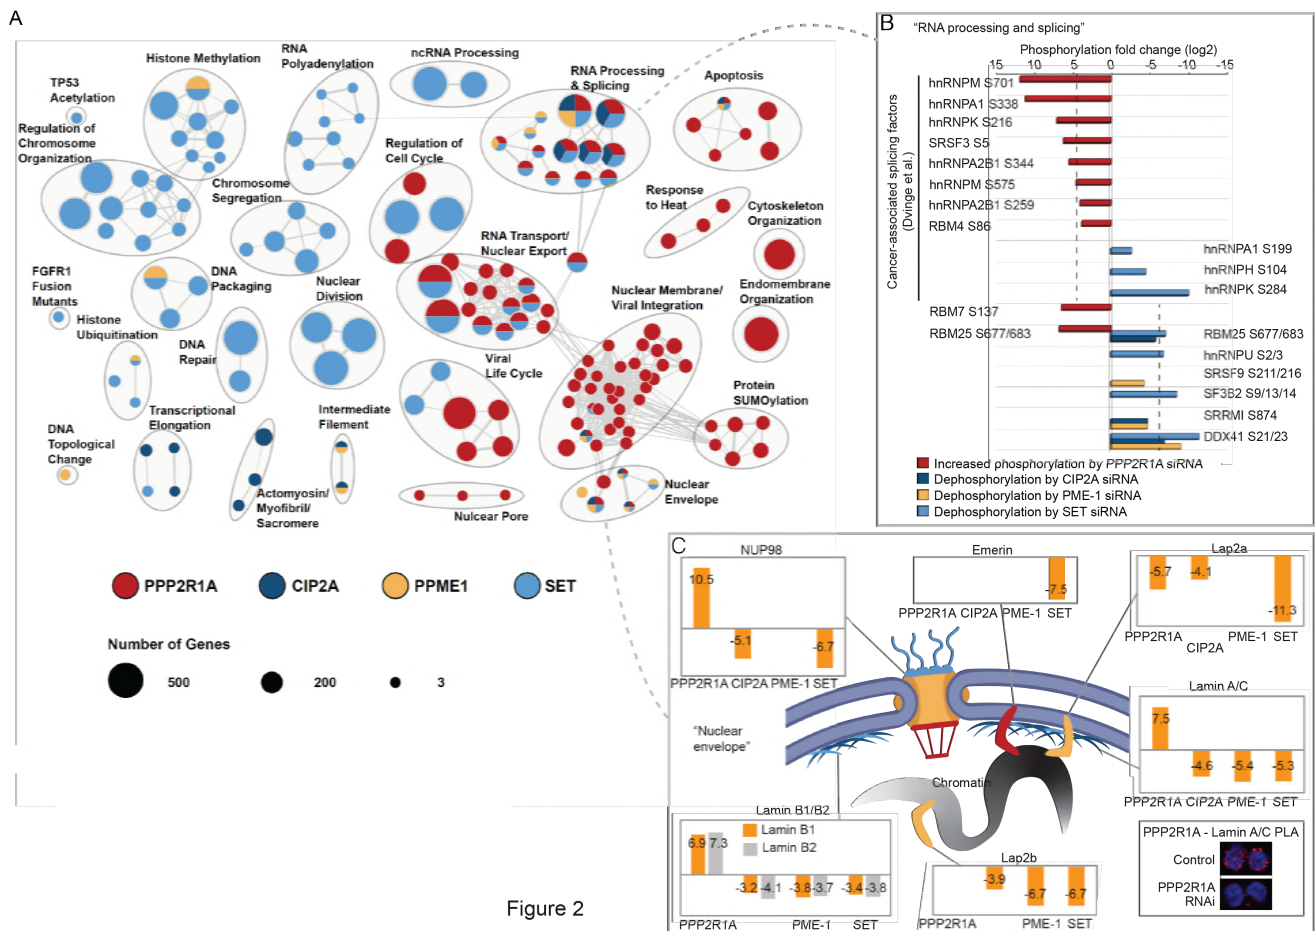 A
Histone Methylation
RNA
Polyadenylation
ncRNA Processing
RNA Processing
& Splicing
Apoptosis
TP53
Acetylation
Regulation of
Chromosome
Organization
Regulation of
Cell Cycle
Chromosome
Segregation
Response
to Heat
Cytoskeleton
Organization
RNA Transport/
Nuclear Export
FGFR1
Fusion
Mutants
DNA
Packaging
Nuclear
Division
Nuclear Membrane/
Viral Integration
Endomembrane
Organization
Histone
Ubiquitination
DNA
Repair
Viral
Life Cycle
Protein
SUMOylation
Transcriptional
Elongation
Intermediate
Filament
DNA
Topological
Change
Actomyosin/
Myofibril/
Sacromere
Nulcear Pore
Nuclear
Envelope
PPP2R1A
CIP2A
PPME1
SET
Number of Genes
500
200
3
B
“RNA processing and splicing”
Phosphorylation fold change (log2)
15 10 5 0 -5 -10 -15
Cancer-associated splicing factors
(Dvinge et al.)
hnRNPM S701
hnRNPA1 S338
hnRNPK S216
SRSF3 S5
hnRNPA2B1 S344
hnRNPM S575
hnRNPA2B1 S259
RBM4 S86
hnRNPA1 S199
hnRNPH S104
hnRNPK S284
RBM7 S137
RBM25 S677/683
RBM25 S677/683
hnRNPU S2/3
SRSF9 S211/216
SF3B2 S9/13/14
SRRMI S874
DDX41 S21/23
Increased phosphorylation by PPP2R1A siRNA
Dephosphorylation by CIP2A siRNA
Dephosphorylation by PME-1 siRNA
Dephosphorylation by SET siRNA
C
NUP98
10.5
-5.1
-6.7
PPP2R1A CIP2A PME-1 SET
Emerin
-7.5
PPP2R1A CIP2A PME-1 SET
Lap2a
-5.7
-4.1
-11.3
PPP2R1A
CIP2A
PME-1 SET
Lamin A/C
7.5
-4.6
-5.4
-5.3
PPP2R1A CIP2A PME-1 SET
“Nuclear
envelope”
Chromatin
Lamin B1/B2
Lamin B1
Lamin B2
6.9
7.3
-3.2
-4.1
-3.8
-3.7
-3.4
-3.8
PPP2R1A
PME-1
SET
Lap2b
-3.9
-6.7
-6.7
PPP2R1A
PME-1 SET
PPP2R1A - Lamin A/C PLA
Control
PPP2R1A
RNAi
Figure 2